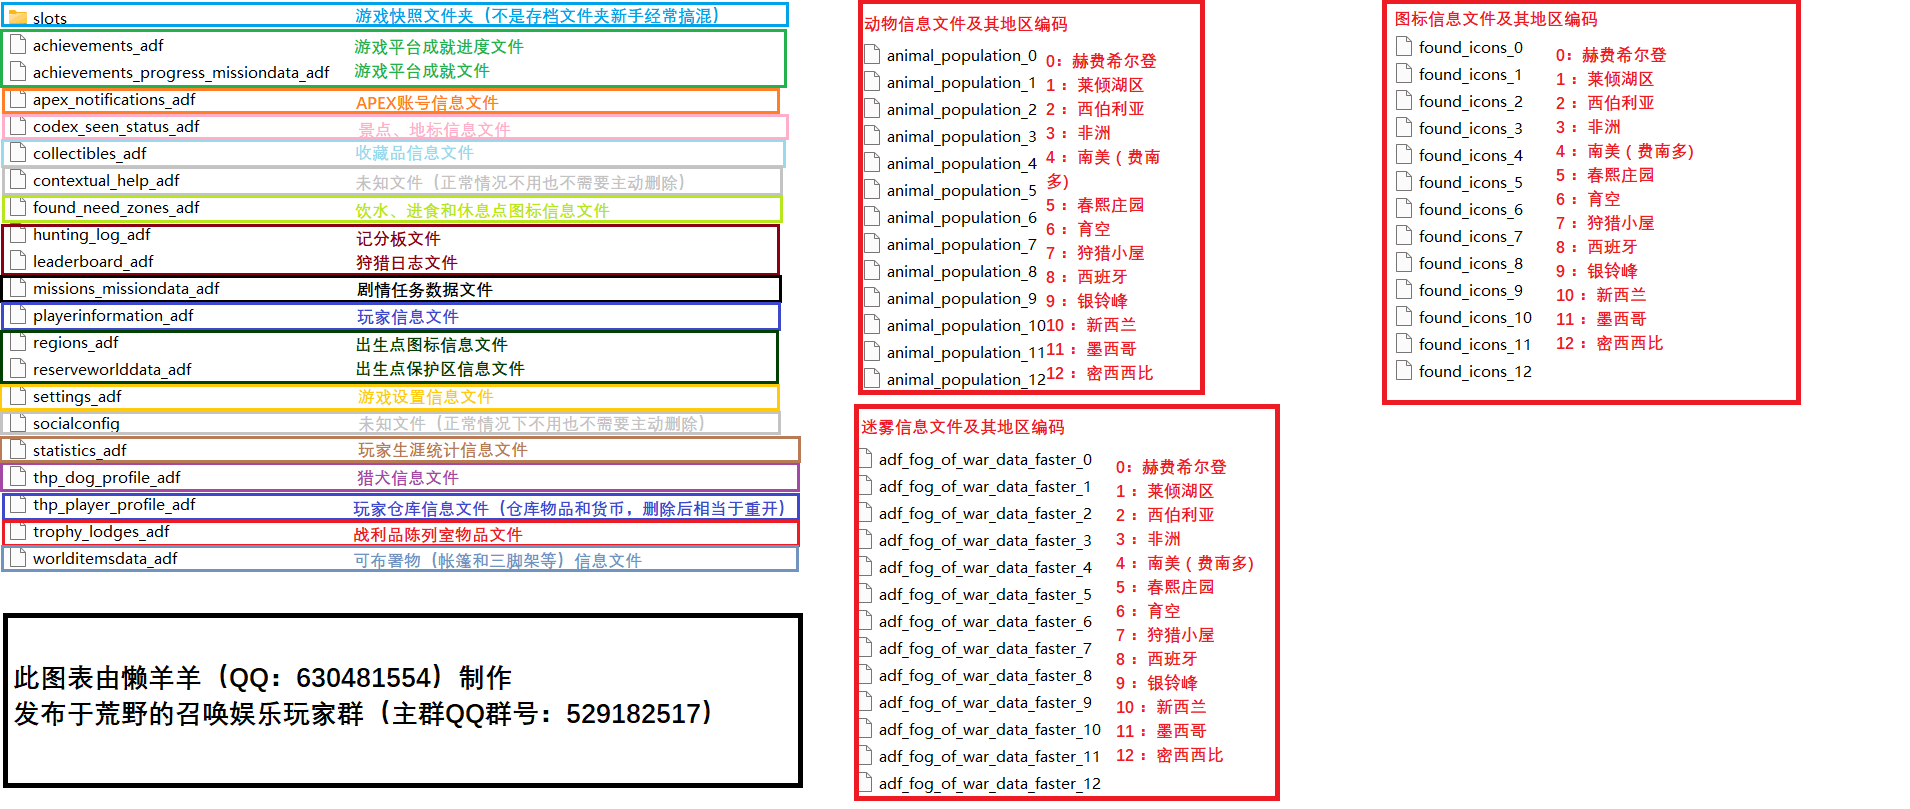 slots 游戏快照文件夹（不是存档文件夹新手经常搞混）
achievements_adf 游戏平台成就进度文件
achievements_progress_missiondata_adf 游戏平台成就文件
apex_notifications_adf APEX账号信息文件
codex_seen_status_adf 景点、地标信息文件
collectibles_adf 收藏品信息文件
contextual_help_adf 未知文件（正常情况不用也不需要主动删除）
found_need_zones_adf 饮水、进食和休息点图标信息文件
hunting_log_adf 记分板文件
leaderboard_adf 狩猎日志文件
missions_missiondata_adf 剧情任务数据文件
playerinformation_adf 玩家信息文件
regions_adf 出生点图标信息文件
reserveworlddata_adf 出生点保护区信息文件
settings_adf 游戏设置信息文件
socialconfig 未知文件（正常情况下不用也不需要主动删除）
statistics_adf 玩家生涯统计信息文件
thp_dog_profile_adf 猎犬信息文件
thp_player_profile_adf 玩家仓库信息文件（仓库物品和货币，删除后相当于重开）
trophy_lodges_adf 战利品陈列室物品文件
worlditemsdata_adf 可布署物（帐篷和三脚架等）信息文件
此图表由懒羊羊（QQ：630481554）制作
发布于荒野的召唤娱乐玩家群（主群QQ群号：529182517）
动物信息文件及其地区编码
animal_population_0
animal_population_1
animal_population_2
animal_population_3
animal_population_4
animal_population_5
animal_population_6
animal_population_7
animal_population_8
animal_population_9
animal_population_10
animal_population_11
animal_population_12
0：赫费希尔登
1：莱倾湖区
2：西伯利亚
3：非洲
4：南美（费南
多）
5：春熙庄园
6：育空
7：狩猎小屋
8：西班牙
9：银铃峰
10：新西兰
11：墨西哥
12：密西西比
迷雾信息文件及其地区编码
adf_fog_of_war_data_faster_0
adf_fog_of_war_data_faster_1
adf_fog_of_war_data_faster_2
adf_fog_of_war_data_faster_3
adf_fog_of_war_data_faster_4
adf_fog_of_war_data_faster_5
adf_fog_of_war_data_faster_6
adf_fog_of_war_data_faster_7
adf_fog_of_war_data_faster_8
adf_fog_of_war_data_faster_9
adf_fog_of_war_data_faster_10
adf_fog_of_war_data_faster_11
adf_fog_of_war_data_faster_12
0：赫费希尔登
1：莱倾湖区
2：西伯利亚
3：非洲
4：南美（费南多）
5：春熙庄园
6：育空
7：狩猎小屋
8：西班牙
9：银铃峰
10：新西兰
11：墨西哥
12：密西西比
图标信息文件及其地区编码
found_icons_0
found_icons_1
found_icons_2
found_icons_3
found_icons_4
found_icons_5
found_icons_6
found_icons_7
found_icons_8
found_icons_9
found_icons_10
found_icons_11
found_icons_12
0：赫费希尔登
1：莱倾湖区
2：西伯利亚
3：非洲
4：南美（费南多）
5：春熙庄园
6：育空
7：狩猎小屋
8：西班牙
9：银铃峰
10：新西兰
11：墨西哥
12：密西西比